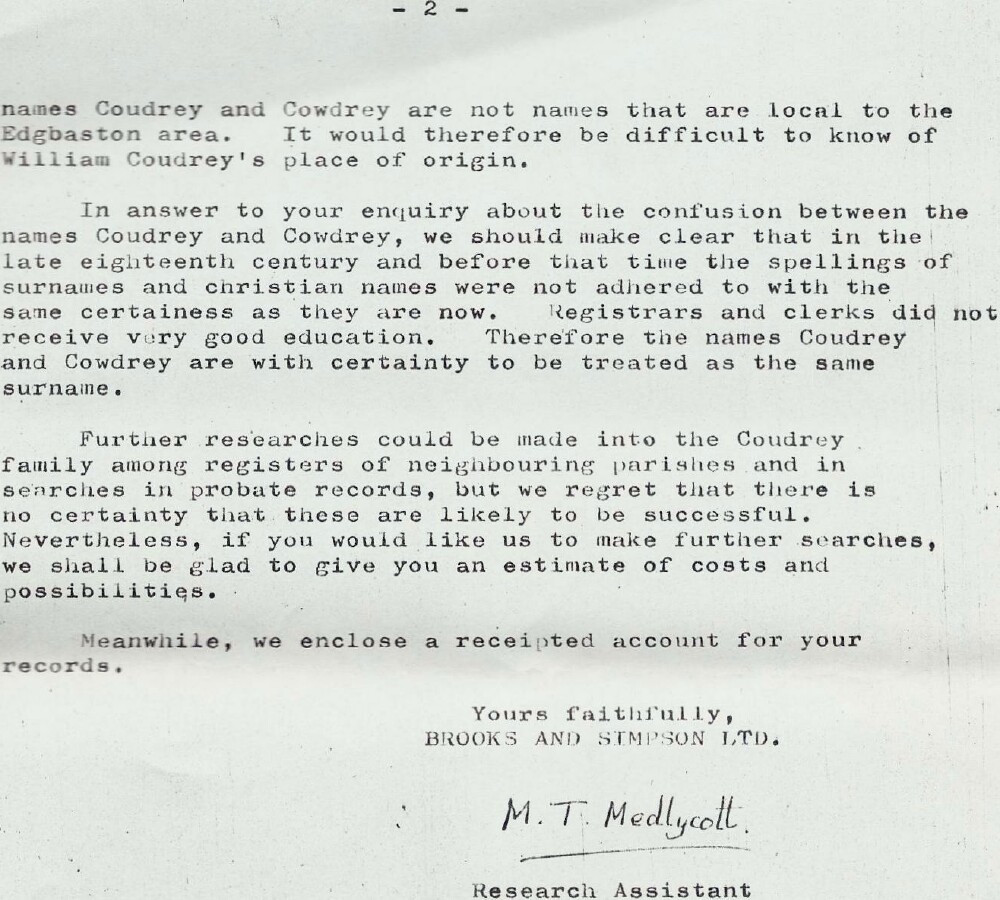 - 2 -
names Coudrey and Cowdrey are not names that are local to the
Edgbaston area. It would therefore be difficult to know of
William Coudrey's place of origin.
In answer to your enquiry about the confusion between the
names Coudrey and Cowdrey, we should make clear that in the
late eighteenth century and before that time the spellings of
surnames and christian names were not adhered to with the
same certainess as they are now. Registrars and clerks did not
receive very good education. Therefore the names Coudrey
and Cowdrey are with certainty to be treated as the same
surname.
Further researches could be made into the Coudrey
family among registers of neighbouring parishes and in
searches in probate records, but we regret that there is
no certainty that these are likely to be successful.
Nevertheless, if you would like us to make further searches,
we shall be glad to give you an estimate of costs and
possibilities.
Meanwhile, we enclose a receipted account for your
records.
Yours faithfully,
BROOKS AND SIMPSON LTD.
M. T. Medlycott.
Research Assistant